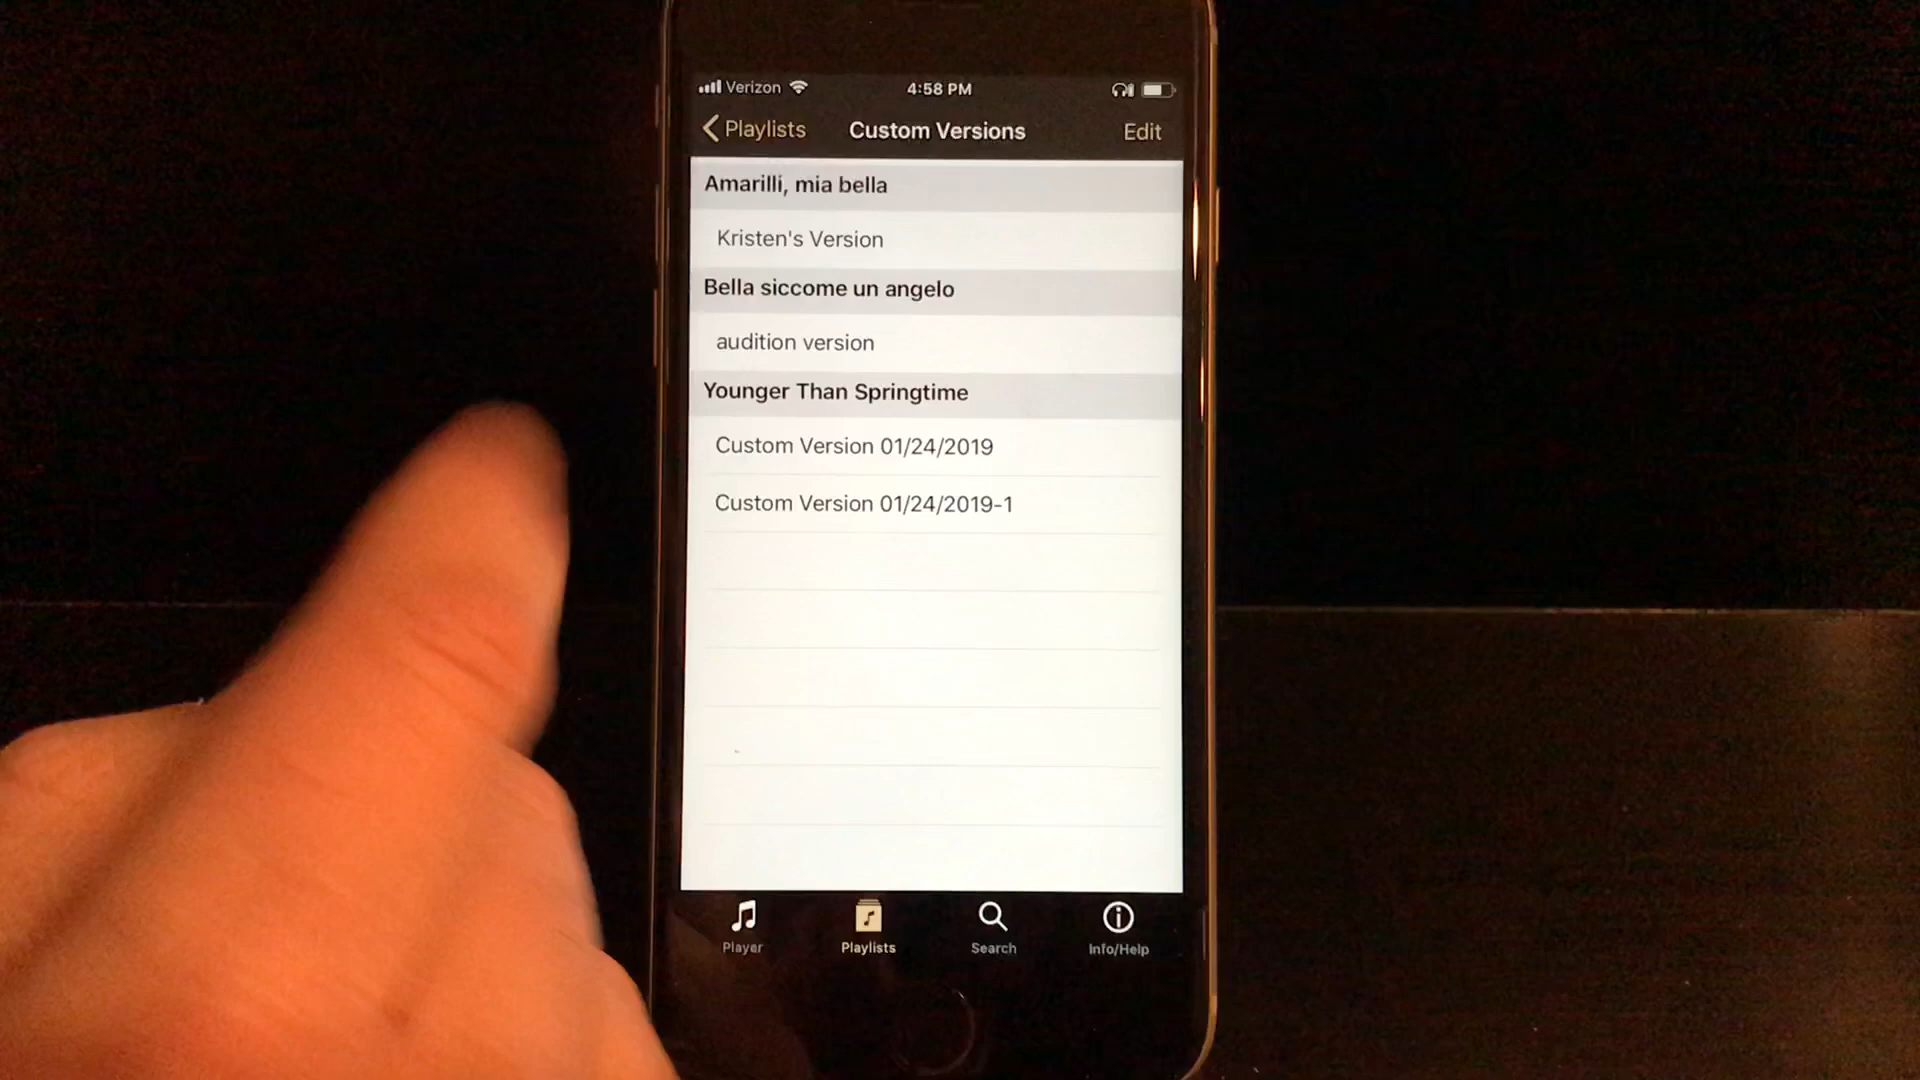 Verizon 4:58 PM
Playlists Custom Versions Edit
Amarilli, mia bella
Kristen's Version
Bella siccome un angelo
audition version
Younger Than Springtime
Custom Version 01/24/2019
Custom Version 01/24/2019-1
Player Playlists Search Info/Help